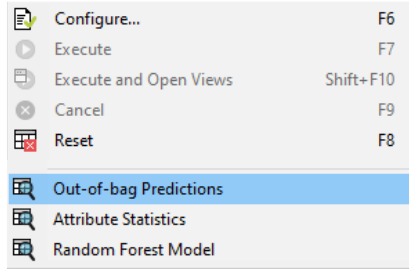 Configure... F6
Execute F7
Execute and Open Views Shift+F10
Cancel F9
Reset F8
Out-of-bag Predictions
Attribute Statistics
Random Forest Model